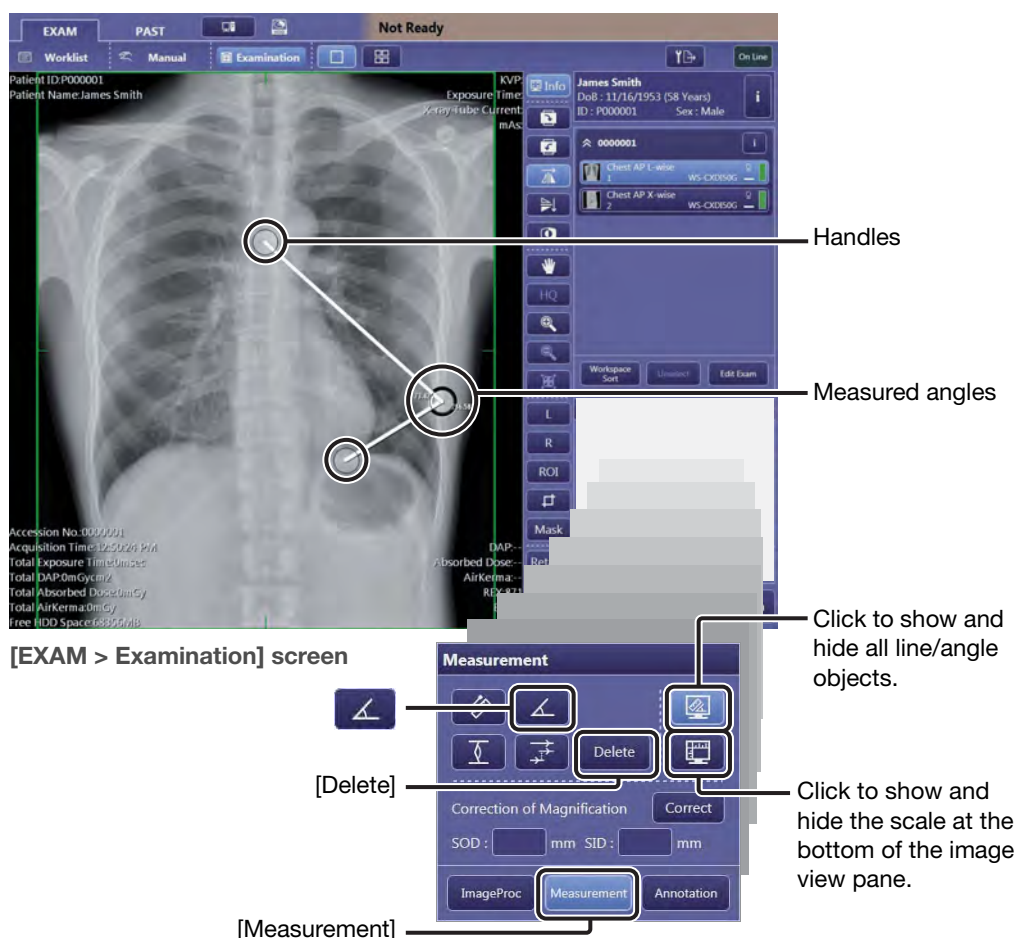 EXAM
PAST
Not Ready
Worklist
Manual
Examination
On Line
Patient ID:P000001
Patient Name:James Smith
KVP
Exposure Time
X-ray Tube Current
mAs
Info
James Smith
DoB : 11/16/1953 (58 Years)
ID : P000001 Sex : Male
i
0000001
i
Chest AP L-wise
1 WS-CXDI50G
Chest AP X-wise
2 WS-CXDI50G
Handles
HQ
Workspace Sort
Unselect
Edit Exam
Measured angles
L
R
ROI
Mask
Accession No.:0000001
Acquisition Time:12:50:24 PM
Total Exposure Time:0msec
Total DAP:0mGycm2
Total Absorbed Dose:0mGy
Total AirKerma:0mGy
Free HDD Space:68356MB
DAP:--
Absorbed Dose:--
AirKerma:--
REX:871
[EXAM > Examination] screen
Click to show and
hide all line/angle
objects.
Measurement
Delete
[Delete]
Correction of Magnification
Correct
SOD : mm SID : mm
Click to show and
hide the scale at the
bottom of the image
view pane.
ImageProc
Measurement
Annotation
[Measurement]